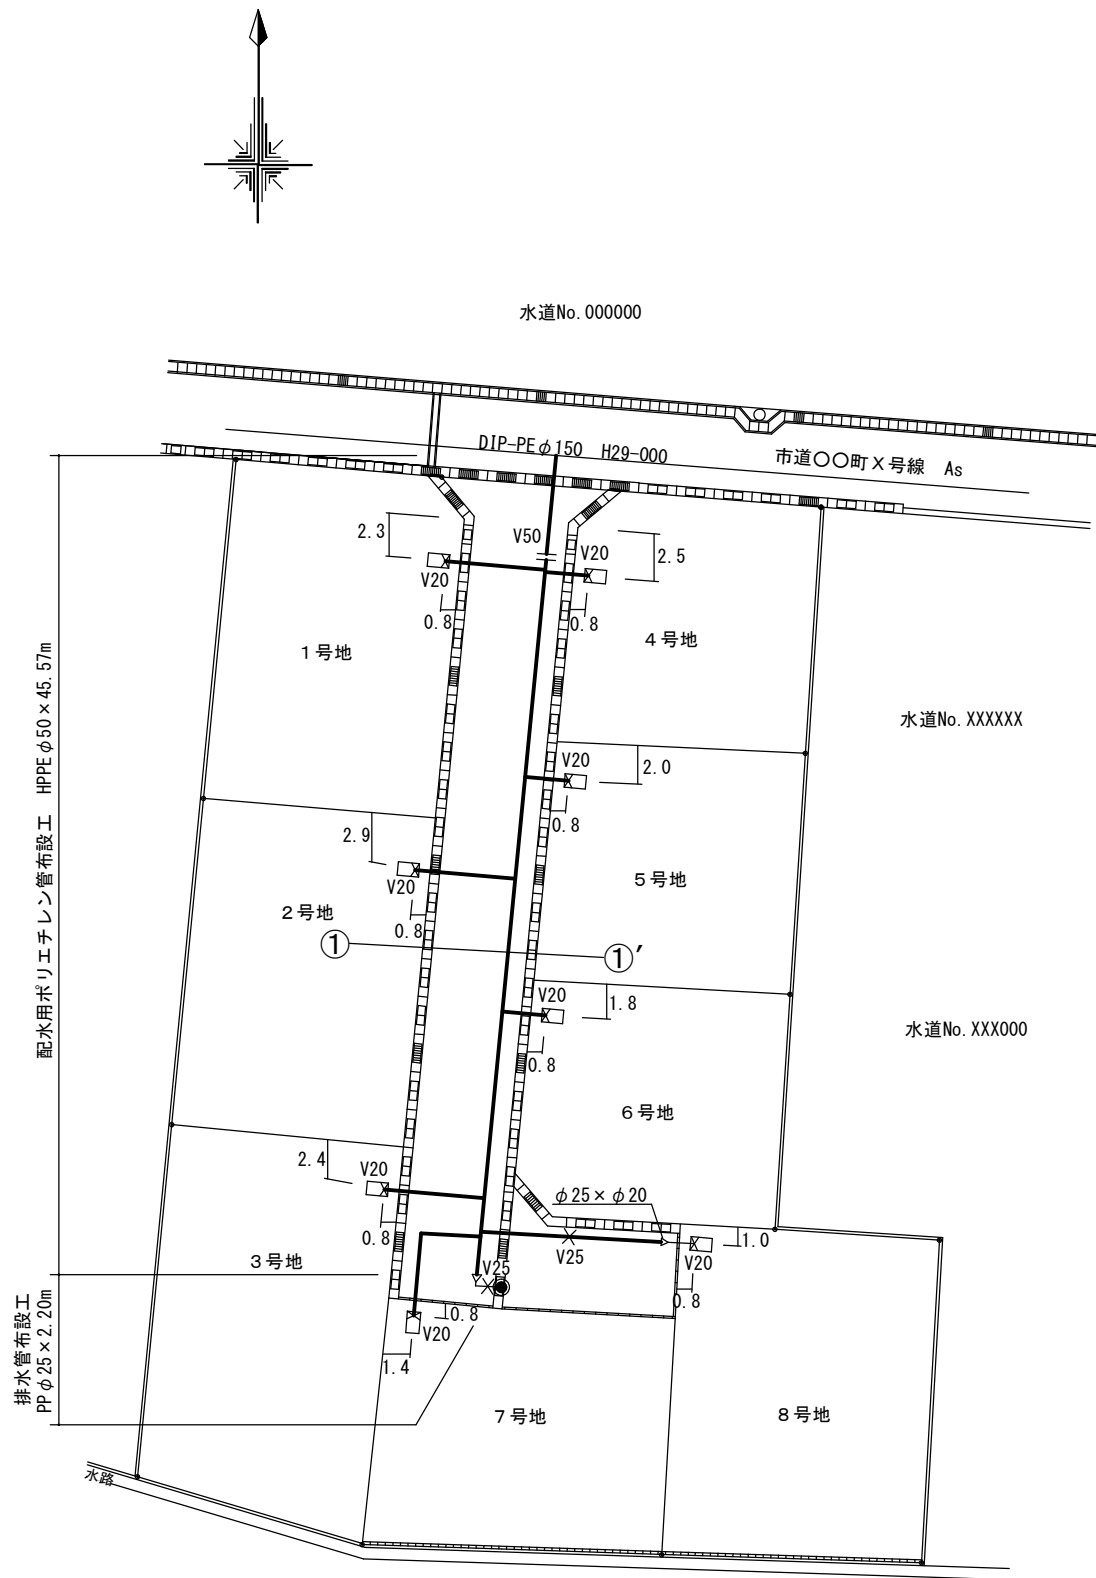 水道No.000000
DIP-PEφ150 H29-000
市道〇〇町X号線 As
2.3
V50
V20
2.5
V20
0.8
0.8
1号地
4号地
水道No.XXXXXX
V20
2.0
0.8
2.9
V20
5号地
2号地
0.8
①
①′
V20
1.8
水道No.XXX000
0.8
6号地
2.4
V20
φ25×φ20
0.8
V25
V20
1.0
3号地
V25
0.8
0.8
V20
1.4
7号地
8号地
水路
配水用ポリエチレン管布設工 HPPEφ50×45.57m
排水管布設工
PPφ25×2.20m